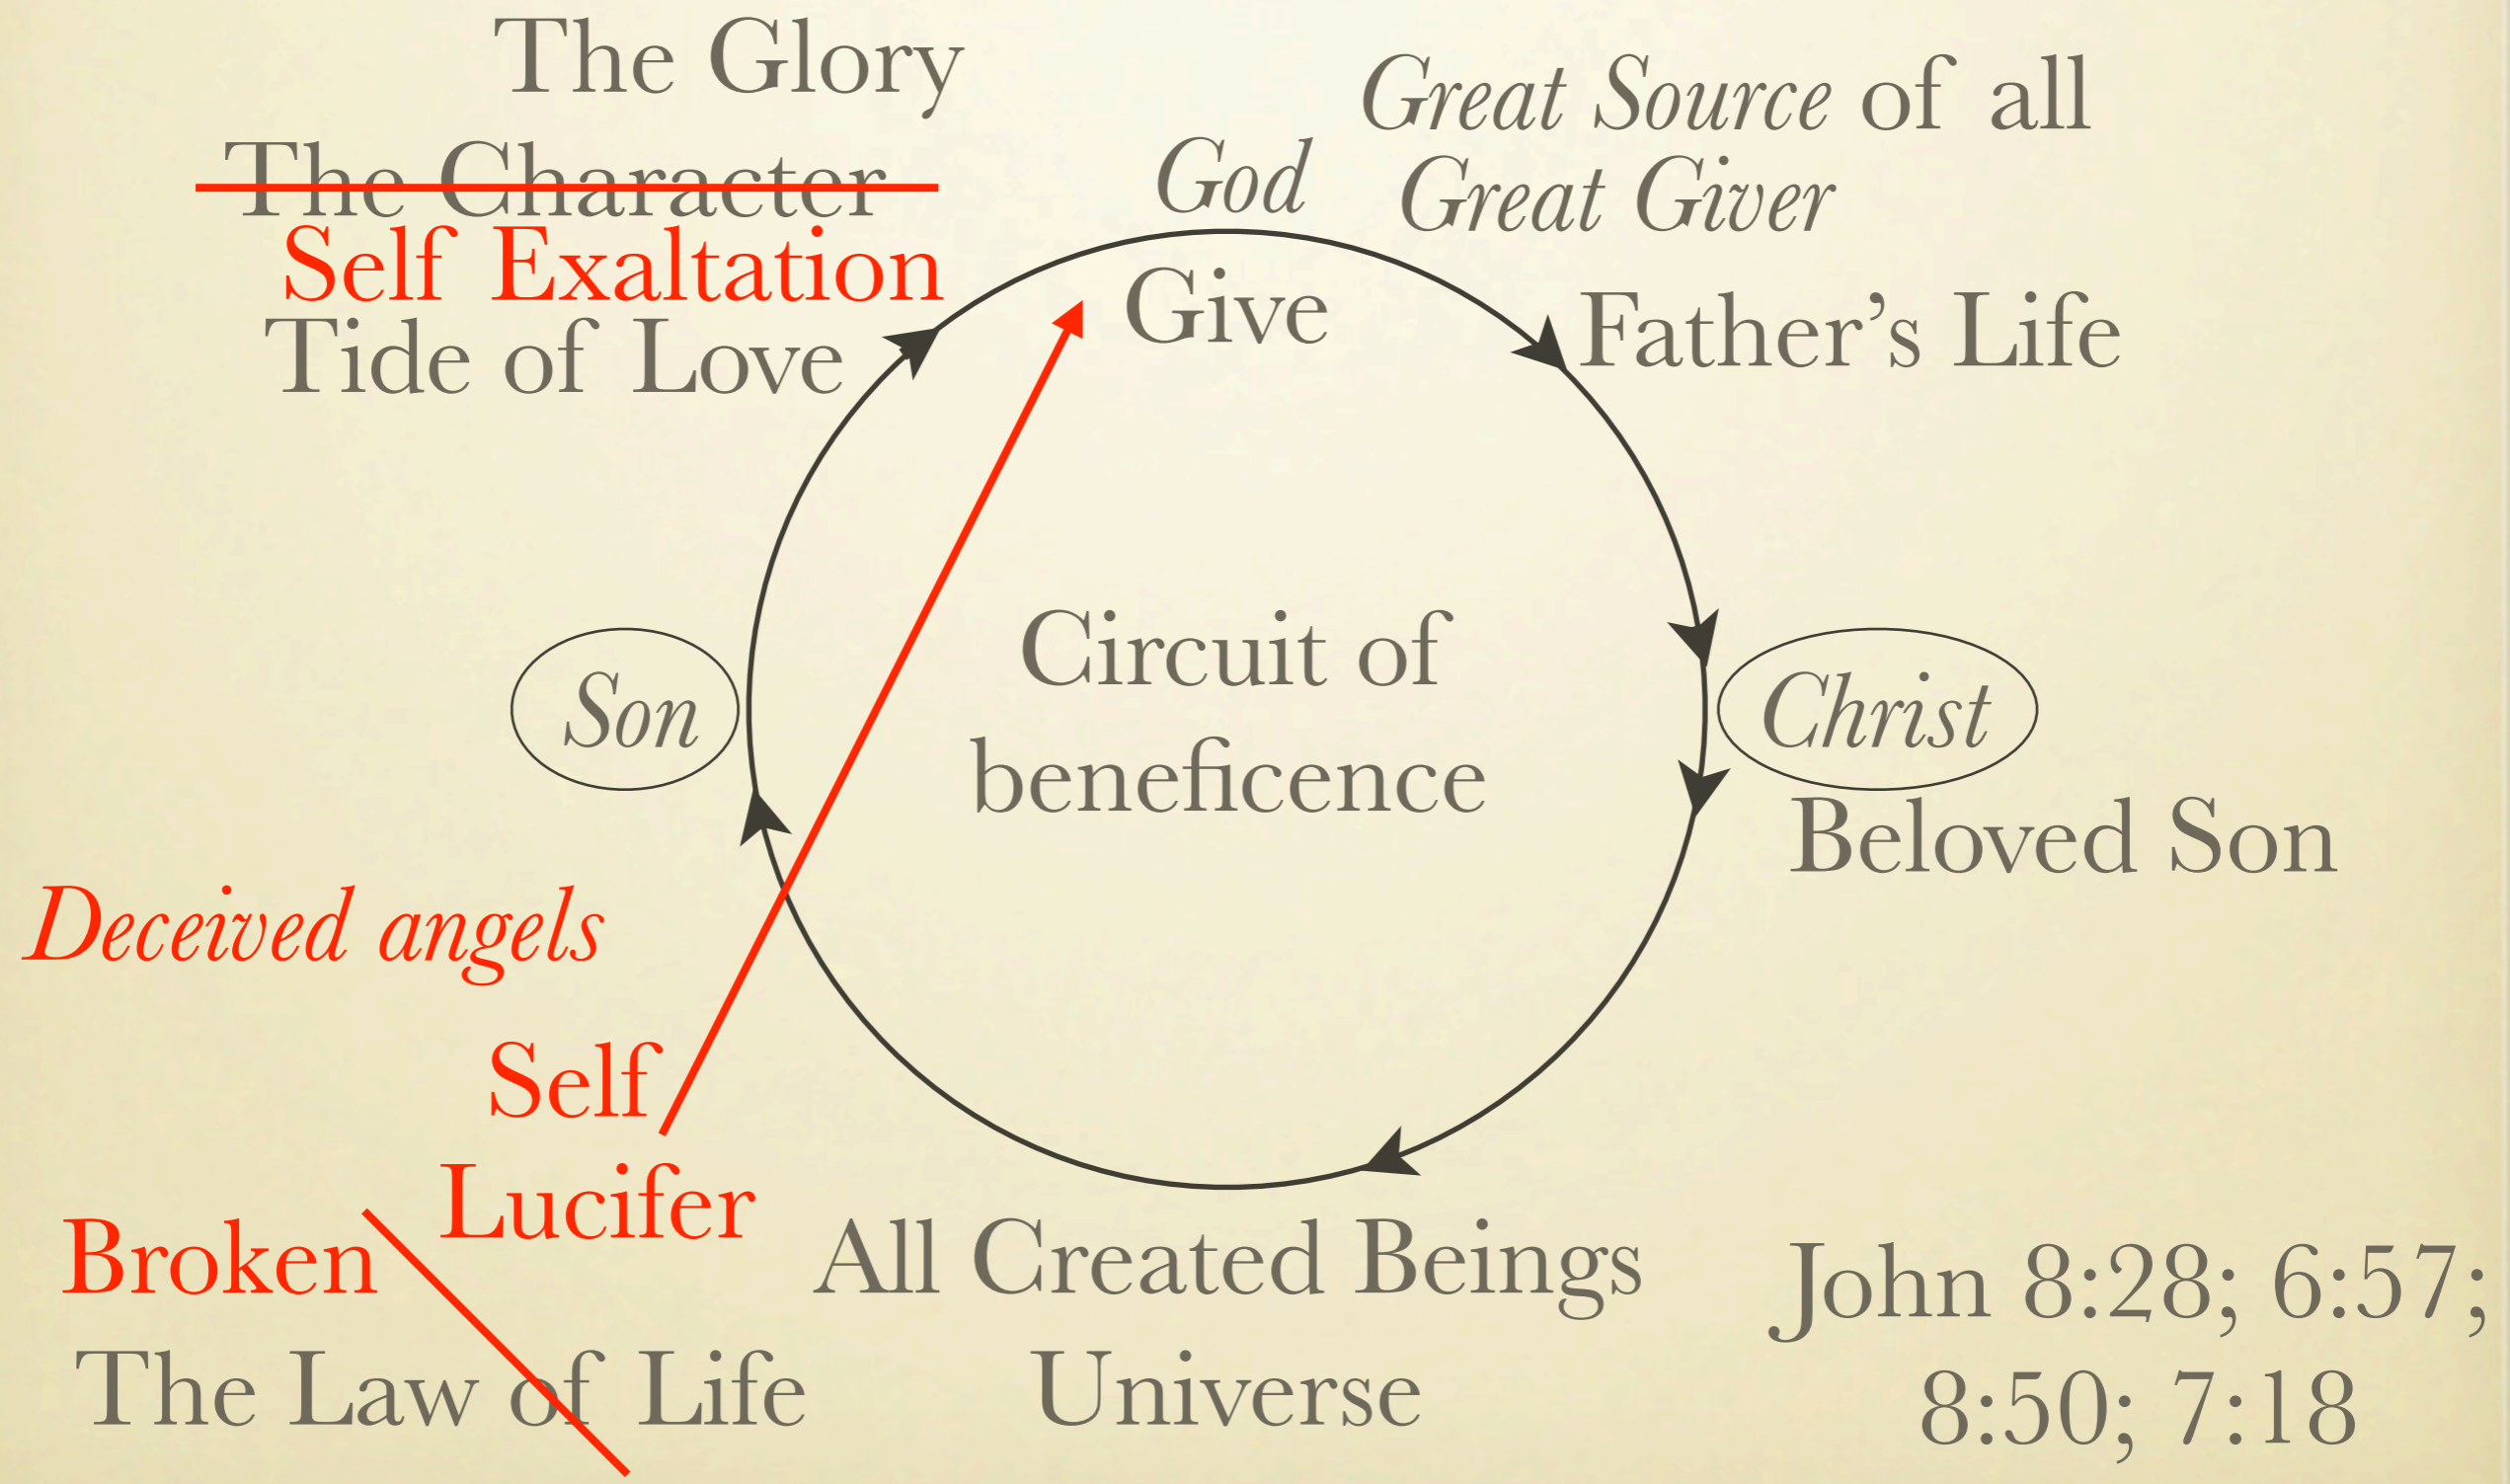 The Glory
The Character
Self Exaltation
Tide of Love
Great Source of all
God
Great Giver
Give
Father's Life
Circuit of
beneficence
Son
Christ
Beloved Son
Deceived angels
Self
Lucifer
Broken
The Law of Life
All Created Beings
Universe
John 8:28; 6:57;
8:50; 7:18